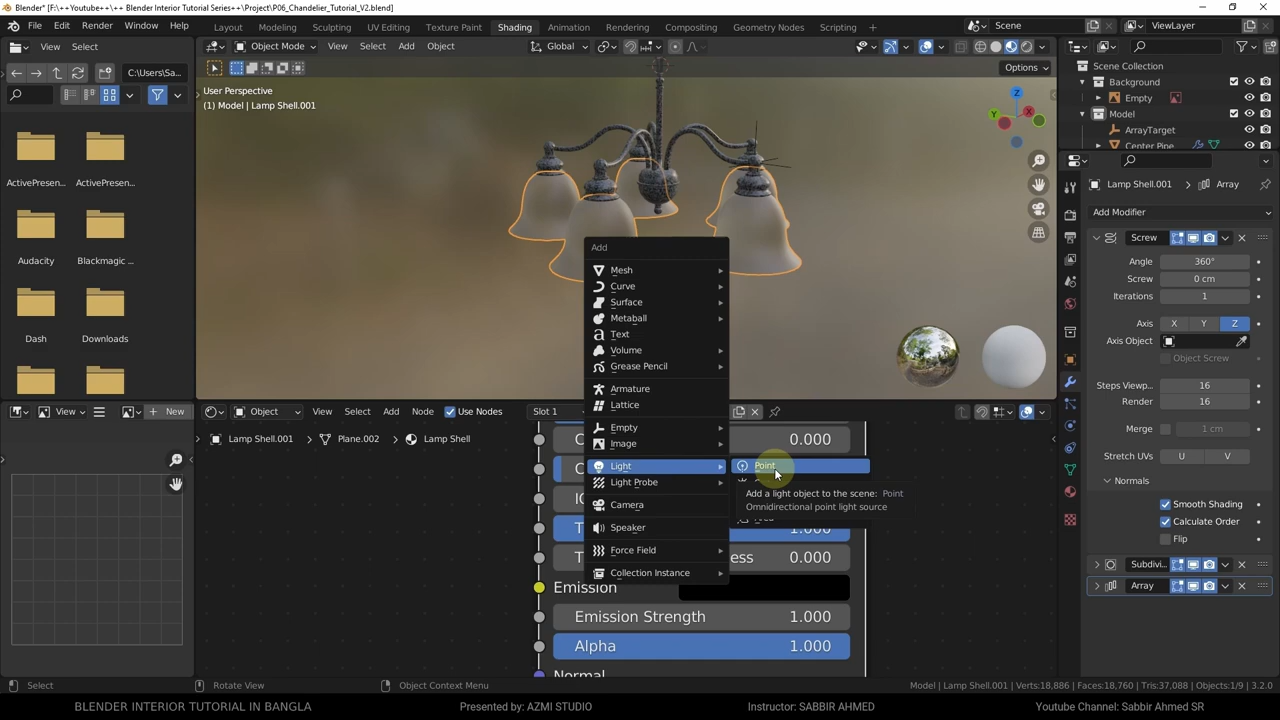 Blender* [F:\++Youtube++\++ Blender Interior Tutorial Series++\Project\P06_Chandelier_Tutorial_V2.blend]
File Edit Render Window Help Layout Modeling Sculpting UV Editing Texture Paint Shading Animation Rendering Compositing Geometry Nodes Scripting Scene ViewLayer
View Select Object Mode View Select Add Object Global
C:\Users\Sa... Options
User Perspective
(1) Model | Lamp Shell.001
X
Y
Z
ActivePresen... ActivePresen...
Audacity Blackmagic ...
Dash Downloads
Scene Collection
Background
Empty
Model
ArrayTarget
Center Pipe
Lamp Shell.001 Array
Add Modifier
Screw
Angle 360°
Screw 0 cm
Iterations 1
Axis X Y Z
Axis Object
Object Screw
Steps Viewp... 16
Render 16
Merge 1 cm
Stretch UVs U V
Normals
Smooth Shading
Calculate Order
Flip
Subdivi...
Array
Add
Mesh
Curve
Surface
Metaball
Text
Volume
Grease Pencil
Armature
Lattice
Empty
Image
Light
Light Probe
Camera
Speaker
Force Field
Collection Instance
Point
Add a light object to the scene: Point
Omnidirectional point light source
View New Object View Select Add Node Use Nodes Slot 1
Lamp Shell.001 Plane.002 Lamp Shell
0.000
1.000
ess 0.000
Emission
Emission Strength 1.000
Alpha 1.000
Normal
Select Rotate View Object Context Menu Model | Lamp Shell.001 | Verts:18,886 | Faces:18,760 | Tris:37,088 | Objects:1/9 | 3.2.0
BLENDER INTERIOR TUTORIAL IN BANGLA Presented by: AZMI STUDIO Instructor: SABBIR AHMED Youtube Channel: Sabbir Ahmed SR